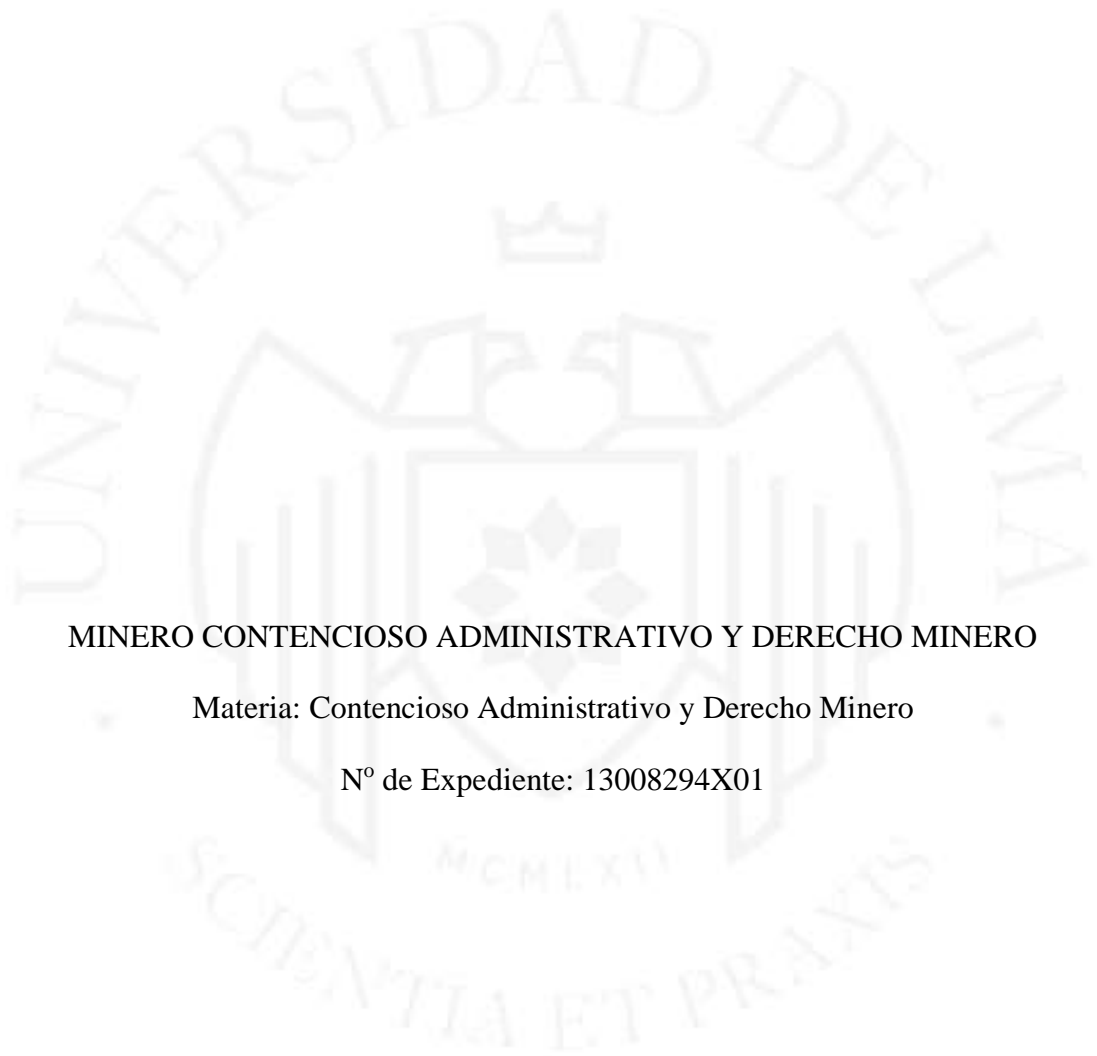 UNIVERSIDAD DE LIMA
MINERO CONTENCIOSO ADMINISTRATIVO Y DERECHO MINERO
Materia: Contencioso Administrativo y Derecho Minero
Nº de Expediente: 13008294X01
MCMLXII
SCIENTIA ET PRAXIS